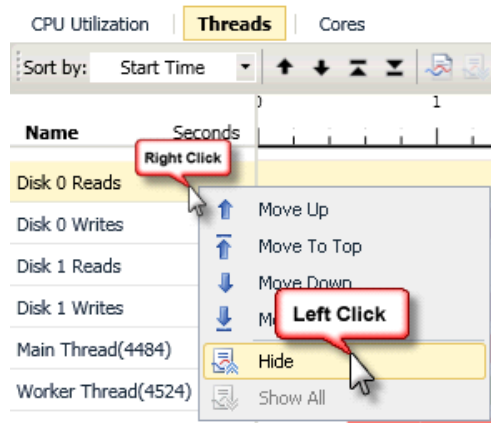 CPU Utilization Threads Cores
Sort by: Start Time
1
Name Seconds
Right Click
Disk 0 Reads
Move Up
Disk 0 Writes
Move To Top
Disk 1 Reads
Move Down
Disk 1 Writes
Left Click
Main Thread(4484)
Hide
Worker Thread(4524)
Show All